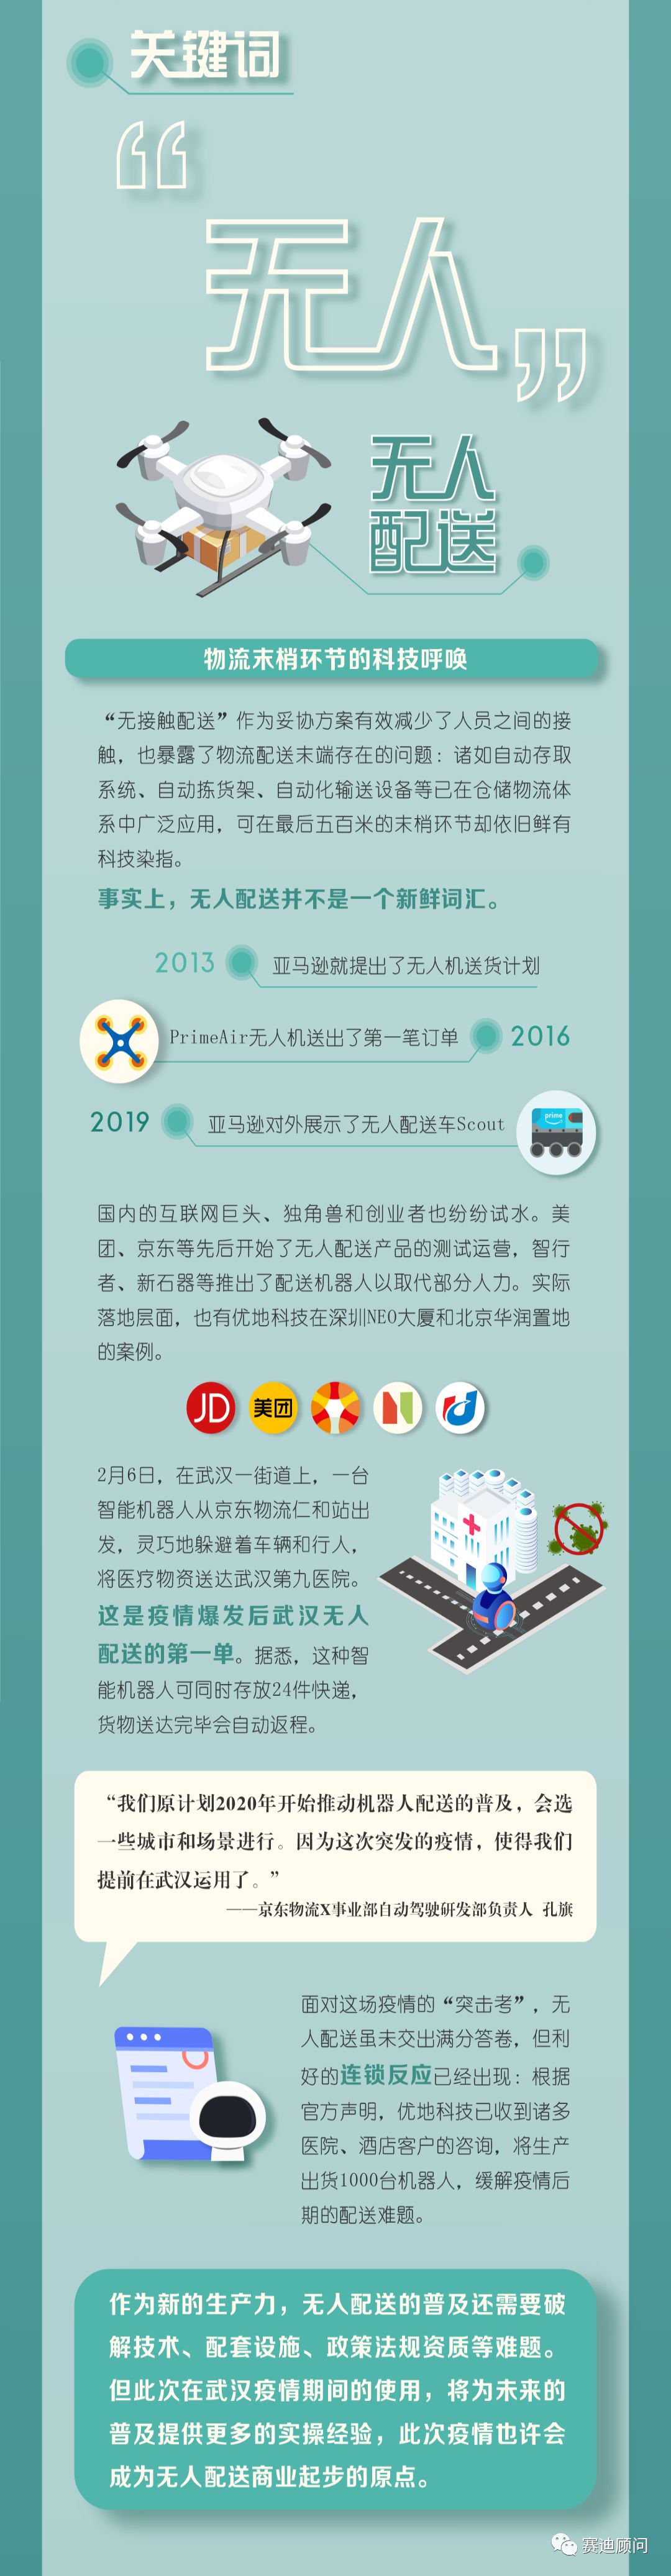 关键词
“
无人
”
无人
配送
物流末梢环节的科技呼唤
“无接触配送”作为妥协方案有效减少了人员之间的接
触，也暴露了物流配送末端存在的问题：诸如自动存取
系统、自动拣货架、自动化输送设备等已在仓储物流体
系中广泛应用，可在最后五百米的末梢环节却依旧鲜有
科技染指。
事实上，无人配送并不是一个新鲜词汇。
2013 亚马逊就提出了无人机送货计划
PrimeAir无人机送出了第一笔订单 2016
2019 亚马逊对外展示了无人配送车Scout
prime
国内的互联网巨头、独角兽和创业者也纷纷试水。美
团、京东等先后开始了无人配送产品的测试运营，智行
者、新石器等推出了配送机器人以取代部分人力。实际
落地层面，也有优地科技在深圳NEO大厦和北京华润置地
的案例。
JD 美团
2月6日，在武汉一街道上，一台
智能机器人从京东物流仁和站出
发，灵巧地躲避着车辆和行人，
将医疗物资送达武汉第九医院。
这是疫情爆发后武汉无人
配送的第一单。据悉，这种智
能机器人可同时存放24件快递，
货物送达完毕会自动返程。
“我们原计划2020年开始推动机器人配送的普及，会选
一些城市和场景进行。因为这次突发的疫情，使得我们
提前在武汉运用了。”
——京东物流X事业部自动驾驶研发部负责人 孔旗
面对这场疫情的“突击考”，无
人配送虽未交出满分答卷，但利
好的连锁反应已经出现：根据
官方声明，优地科技已收到诸多
医院、酒店客户的咨询，将生产
出货1000台机器人，缓解疫情后
期的配送难题。
作为新的生产力，无人配送的普及还需要破
解技术、配套设施、政策法规资质等难题。
但此次在武汉疫情期间的使用，将为未来的
普及提供更多的实操经验，此次疫情也许会
成为无人配送商业起步的原点。
赛迪顾问